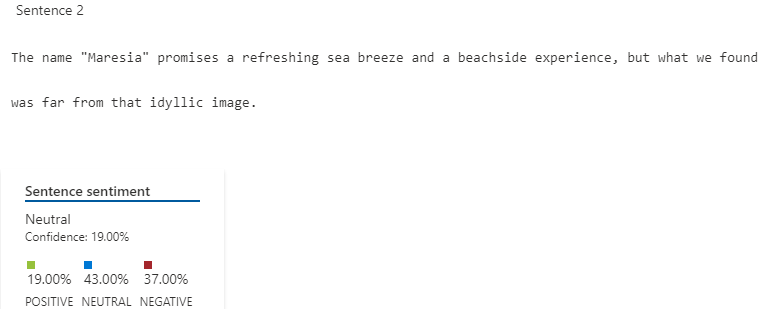 Sentence 2
The name "Maresia" promises a refreshing sea breeze and a beachside experience, but what we found
was far from that idyllic image.
Sentence sentiment
Neutral
Confidence: 19.00%
19.00% 43.00% 37.00%
POSITIVE NEUTRAL NEGATIVE